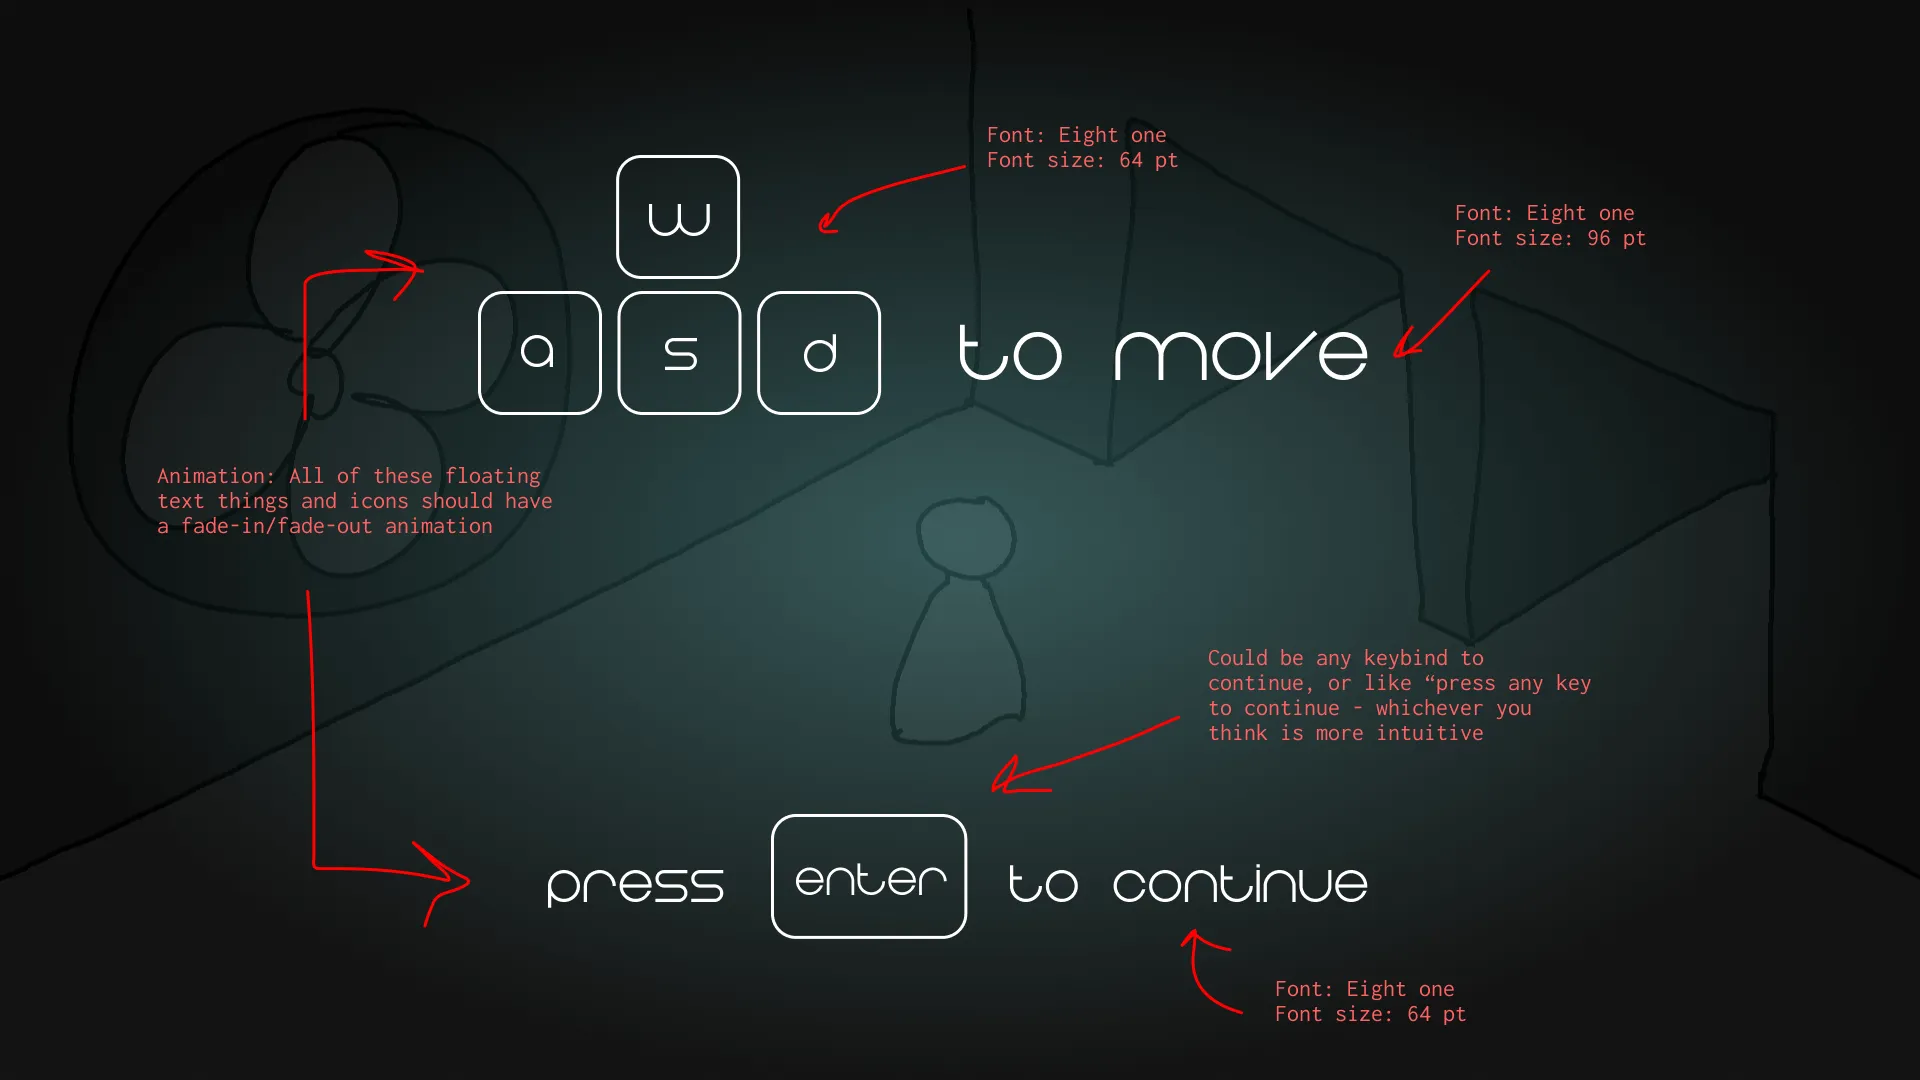 Font: Eight one
Font size: 64 pt
Font: Eight one
Font size: 96 pt
w
a s d to move
Animation: All of these floating
text things and icons should have
a fade-in/fade-out animation
Could be any keybind to
continue, or like “press any key
to continue - whichever you
think is more intuitive
press enter to continue
Font: Eight one
Font size: 64 pt